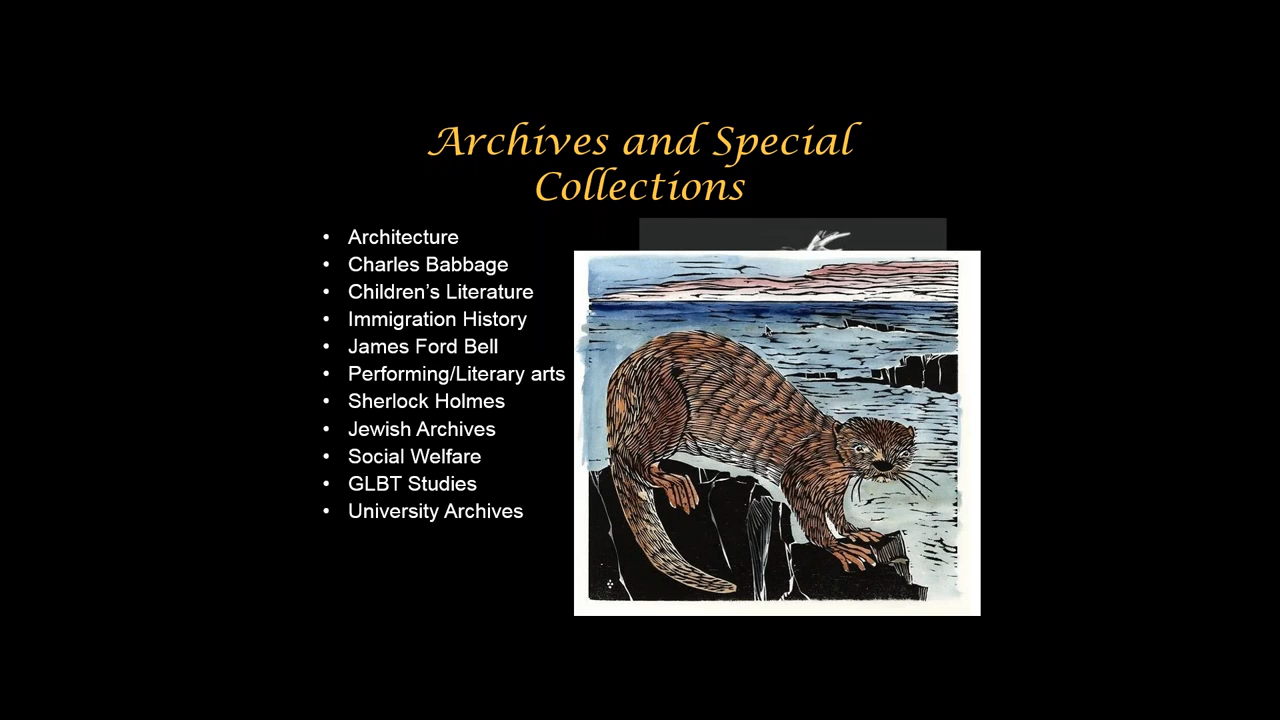 Archives and Special
Collections
• Architecture
• Charles Babbage
• Children’s Literature
• Immigration History
• James Ford Bell
• Performing/Literary arts
• Sherlock Holmes
• Jewish Archives
• Social Welfare
• GLBT Studies
• University Archives